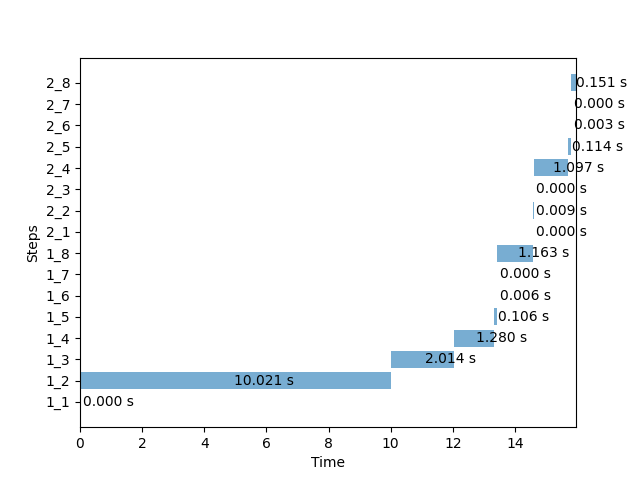 2_8
0.151 s
2_7
0.000 s
2_6
0.003 s
2_5
0.114 s
2_4
1.097 s
2_3
0.000 s
2_2
0.009 s
2_1
0.000 s
Steps
1_8
1.163 s
1_7
0.000 s
1_6
0.006 s
1_5
0.106 s
1_4
1.280 s
1_3
2.014 s
1_2
10.021 s
1_1
0.000 s
0 2 4 6 8 10 12 14
Time